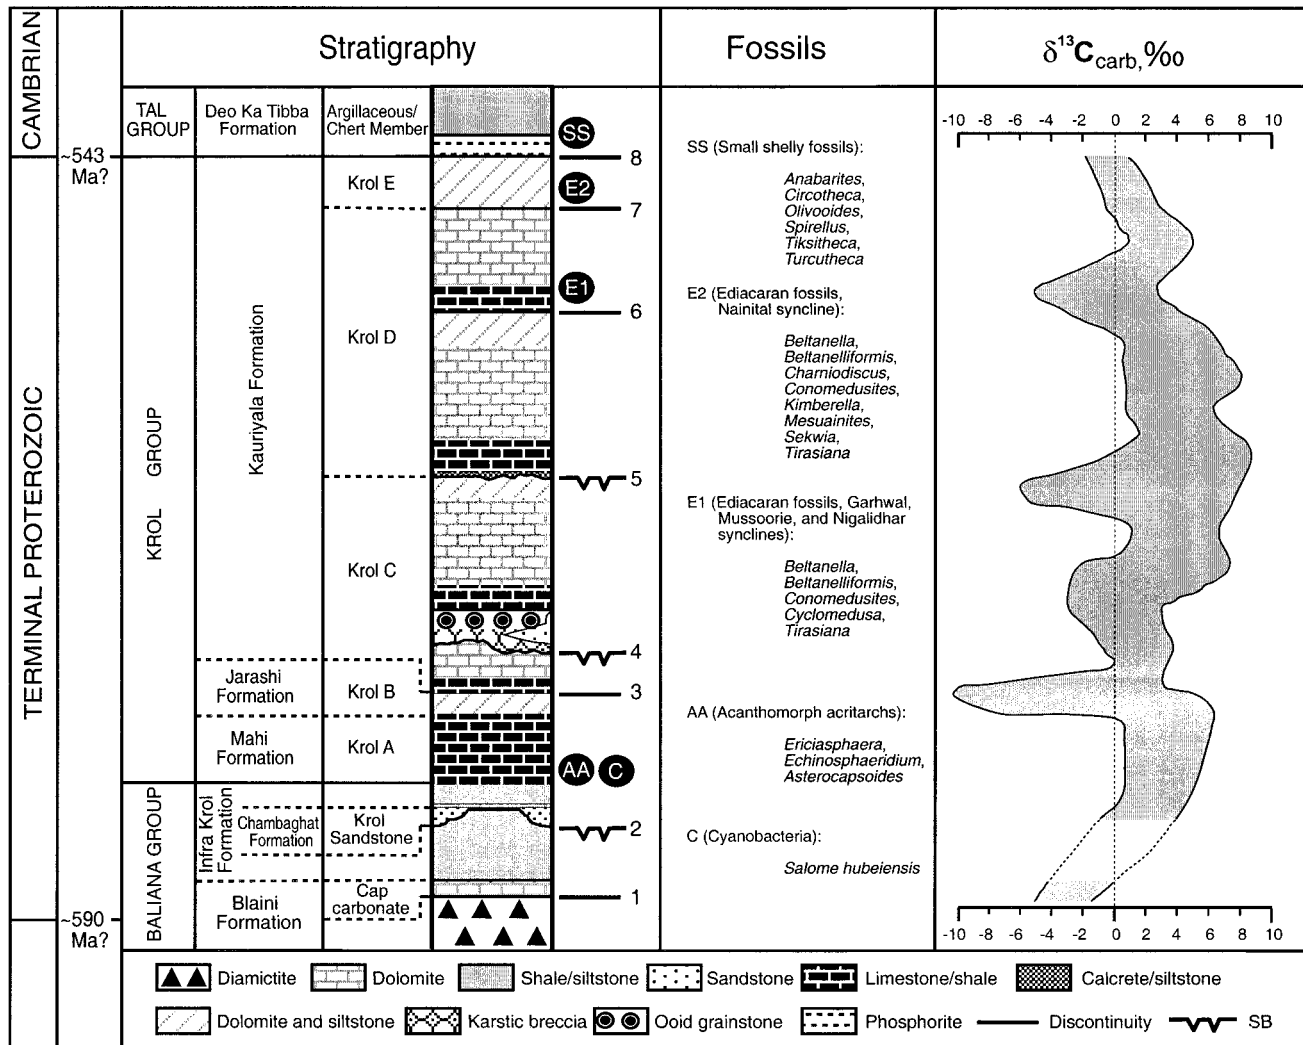 Stratigraphy
Fossils
δ¹³C carb, ‰
CAMBRIAN
TERMINAL PROTEROZOIC
~543
Ma?
~590
Ma?
TAL
GROUP
KROL GROUP
BALIANA GROUP
Deo Ka Tibba
Formation
Kauriyala Formation
Jarashi
Formation
Mahi
Formation
Infra Krol
Formation
Chambaghat
Formation
Blaini
Formation
Argillaceous/
Chert Member
Krol E
Krol D
Krol C
Krol B
Krol A
Krol
Sandstone
Cap
carbonate
SS
8
E2
7
E1
6
5
4
3
AA C
2
1
SS (Small shelly fossils):
Anabarites,
Circotheca,
Olivooides,
Spirellus,
Tiksitheca,
Turcutheca
E2 (Ediacaran fossils,
Nainital syncline):
Beltanella,
Beltanelliformis,
Charniodiscus,
Conomedusites,
Kimberella,
Mesuainites,
Sekwia,
Tirasiana
E1 (Ediacaran fossils, Garhwal,
Mussoorie, and Nigalidhar
synclines):
Beltanella,
Beltanelliformis,
Conomedusites,
Cyclomedusa,
Tirasiana
AA (Acanthomorph acritarchs):
Ericiasphaera,
Echinosphaeridium,
Asterocapsoides
C (Cyanobacteria):
Salome hubeiensis
-10 -8 -6 -4 -2 0 2 4 6 8 10
-10 -8 -6 -4 -2 0 2 4 6 8 10
Diamictite Dolomite Shale/siltstone Sandstone Limestone/shale Calcrete/siltstone
Dolomite and siltstone Karstic breccia Ooid grainstone Phosphorite Discontinuity SB